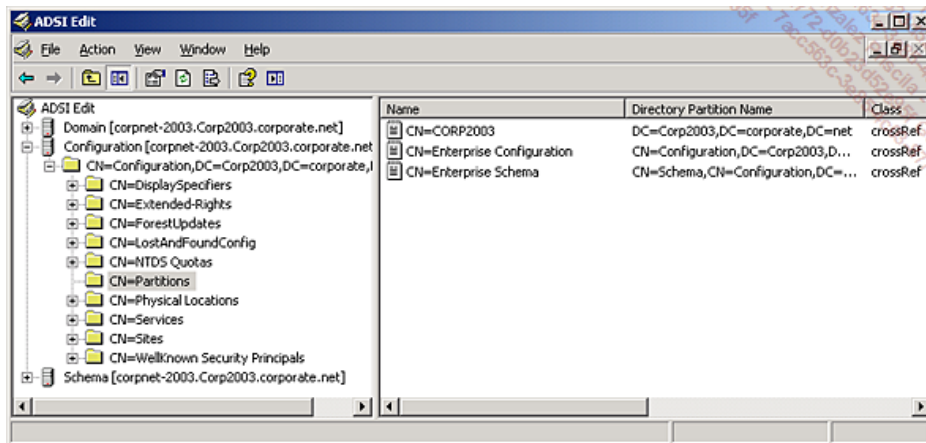 ADSI Edit
File Action View Window Help
ADSI Edit
Domain [corpnet-2003.Corp2003.corporate.net]
Configuration [corpnet-2003.Corp2003.corporate.net
CN=Configuration,DC=Corp2003,DC=corporate,
CN=DisplaySpecifiers
CN=Extended-Rights
CN=ForestUpdates
CN=LostAndFoundConfig
CN=NTDS Quotas
CN=Partitions
CN=Physical Locations
CN=Services
CN=Sites
CN=WellKnown Security Principals
Schema [corpnet-2003.Corp2003.corporate.net]
Name Directory Partition Name Class
CN=CORP2003 DC=Corp2003,DC=corporate,DC=net crossRef
CN=Enterprise Configuration CN=Configuration,DC=Corp2003,D... crossRef
CN=Enterprise Schema CN=Schema,CN=Configuration,DC=... crossRef